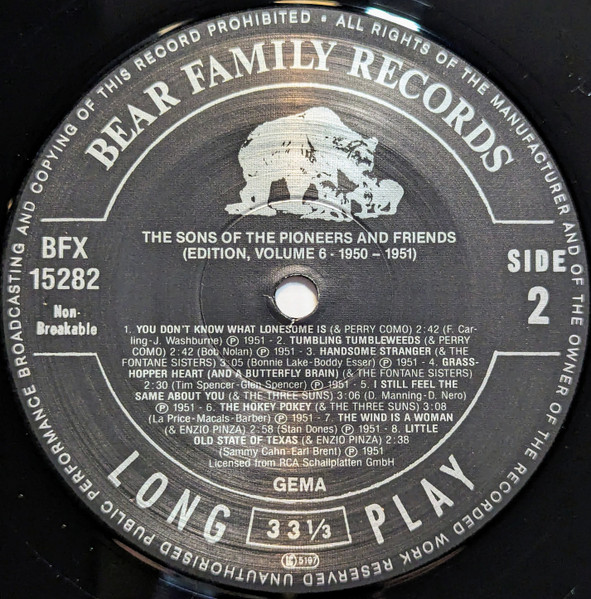 ALL RIGHTS OF THE MANUFACTURER AND OF THE OWNER OF THE RECORDED WORK RESERVED UNAUTHORISED PUBLIC PERFORMANCE BROADCASTING AND COPYING OF THIS RECORD PROHIBITED •
BEAR FAMILY RECORDS
THE SONS OF THE PIONEERS AND FRIENDS
(EDITION, VOLUME 6 - 1950 – 1951)
BFX
15282
Non-
Breakable
SIDE
2
1. YOU DON'T KNOW WHAT LONESOME IS (& PERRY COMO) 2:42 (F. Car-
ling-J. Washburne) Ⓟ 1951 - 2. TUMBLING TUMBLEWEEDS (& PERRY
COMO) 2:42 (Bob Nolan) Ⓟ 1951 - 3. HANDSOME STRANGER (& THE
FONTANE SISTERS) 3:05 (Bonnie Lake-Boddy Esser) Ⓟ 1951 - 4. GRASS-
HOPPER HEART (AND A BUTTERFLY BRAIN) (& THE FONTANE SISTERS)
2:30 (Tim Spencer-Glen Spencer) Ⓟ 1951 - 5. I STILL FEEL THE
SAME ABOUT YOU (& THE THREE SUNS) 3:06 (D. Manning-D. Nero)
Ⓟ 1951 - 6. THE HOKEY POKEY (& THE THREE SUNS) 3:08
(La Price-Macals-Barber) Ⓟ 1951 - 7. THE WIND IS A WOMAN
(& ENZIO PINZA) 2:58 (Stan Dones) Ⓟ 1951 - 8. LITTLE
OLD STATE OF TEXAS (& ENZIO PINZA) 2:38
(Sammy Cahn-Earl Brent) Ⓟ 1951
Licensed from RCA Schallplatten GmbH
GEMA
LONG PLAY
33 1/3
LC 5197